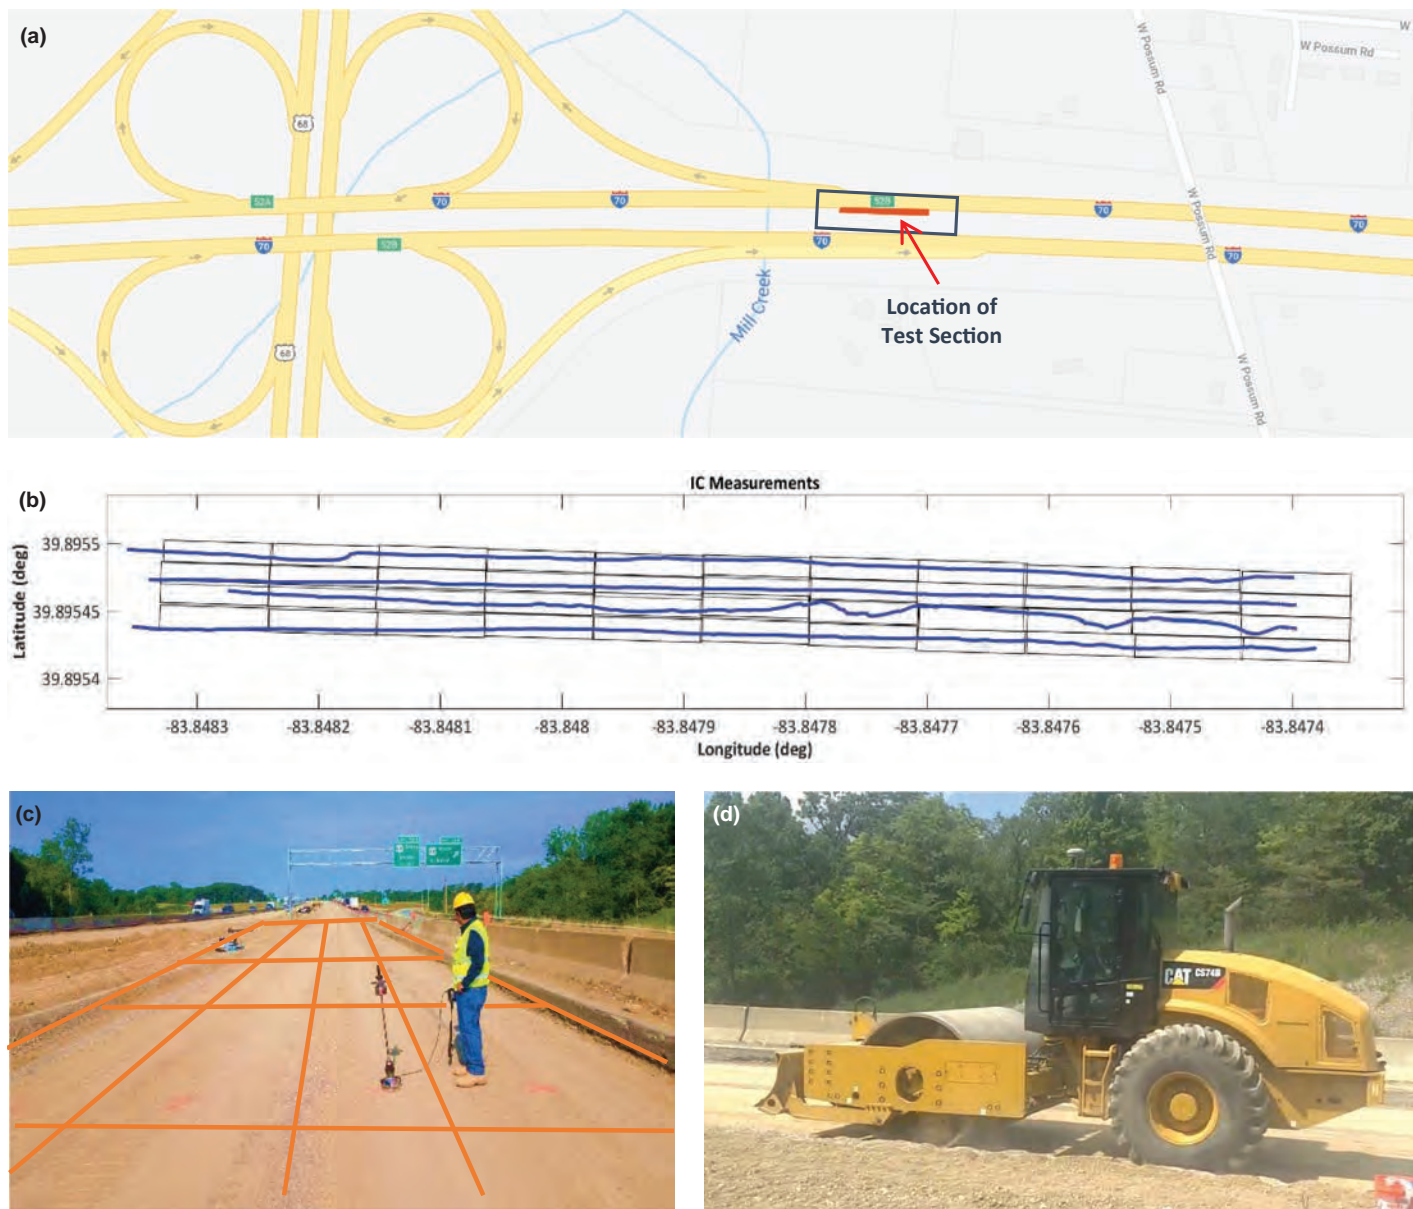 (a)
W
W Possum Rd
W Possum Rd
68
52A
70
70
52B
70
W Possum Rd
70
70
52B
70
70
Mill Creek
Location of
Test Section
68
W Possum Rd
(b)
IC Measurements
Latitude (deg)
39.8955
39.89545
39.8954
-83.8483
-83.8482
-83.8481
-83.848
-83.8479
-83.8478
-83.8477
-83.8476
-83.8475
-83.8474
Longitude (deg)
(c)
(d)
CAT CS74B